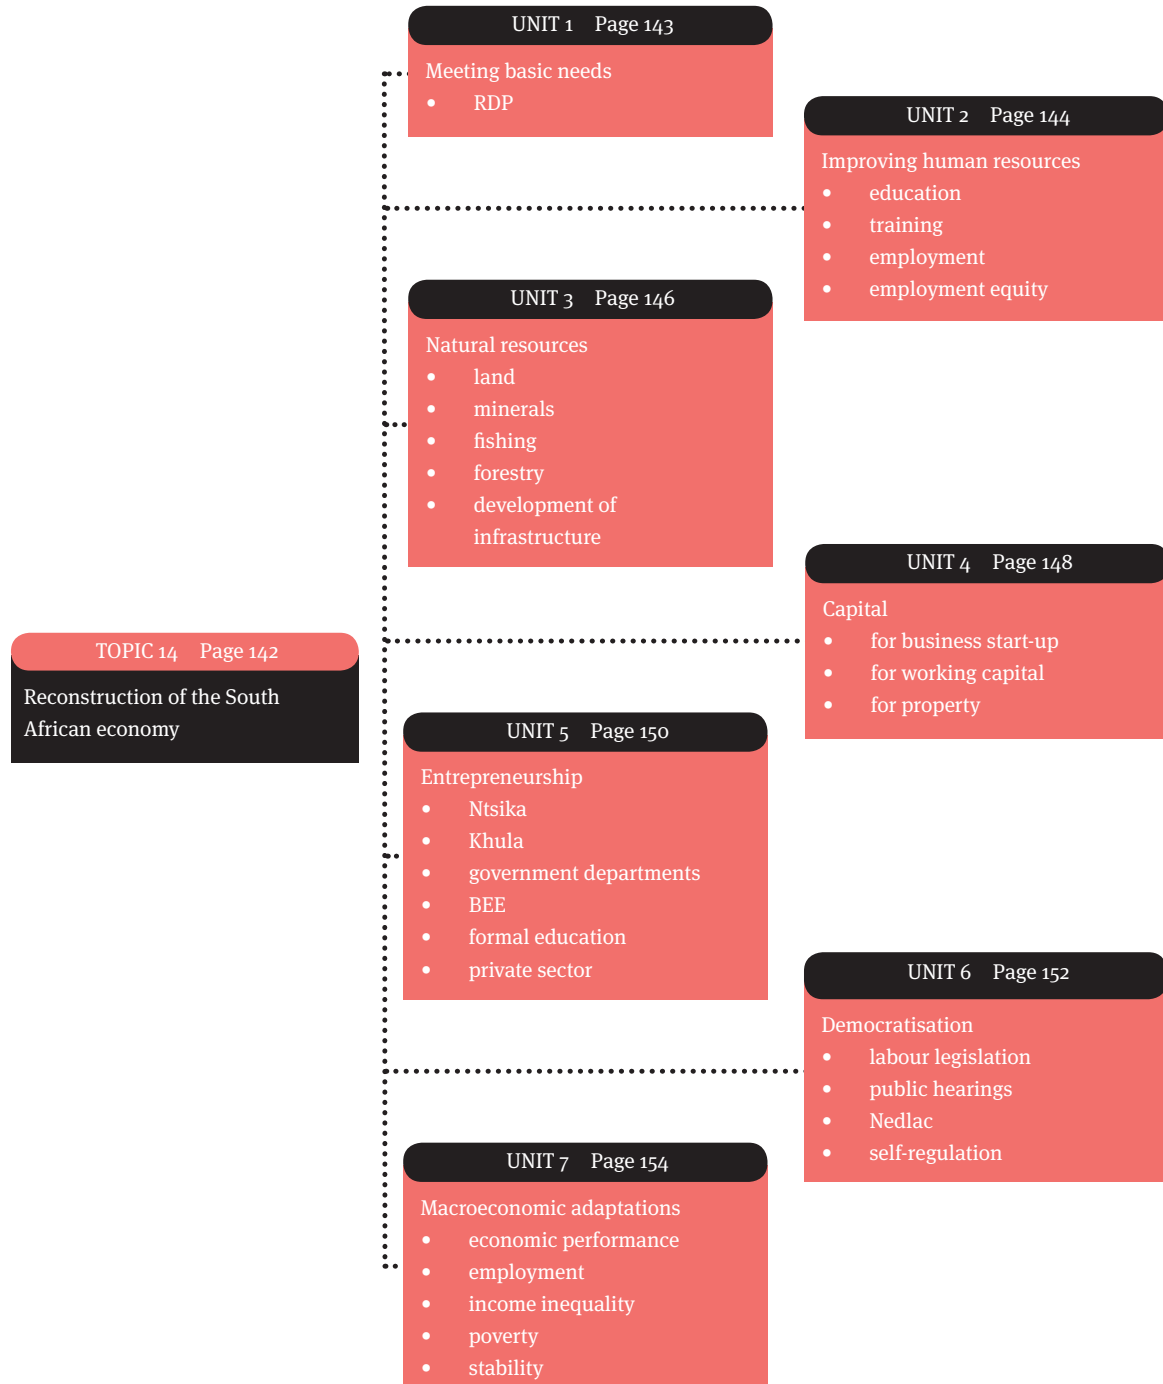 UNIT 1 Page 143
Meeting basic needs
• RDP
UNIT 2 Page 144
Improving human resources
• education
• training
• employment
• employment equity
UNIT 3 Page 146
Natural resources
• land
• minerals
• fishing
• forestry
• development of
infrastructure
UNIT 4 Page 148
Capital
• for business start-up
• for working capital
• for property
TOPIC 14 Page 142
Reconstruction of the South
African economy
UNIT 5 Page 150
Entrepreneurship
• Ntsika
• Khula
• government departments
• BEE
• formal education
• private sector
UNIT 6 Page 152
Democratisation
• labour legislation
• public hearings
• Nedlac
• self-regulation
UNIT 7 Page 154
Macroeconomic adaptations
• economic performance
• employment
• income inequality
• poverty
• stability